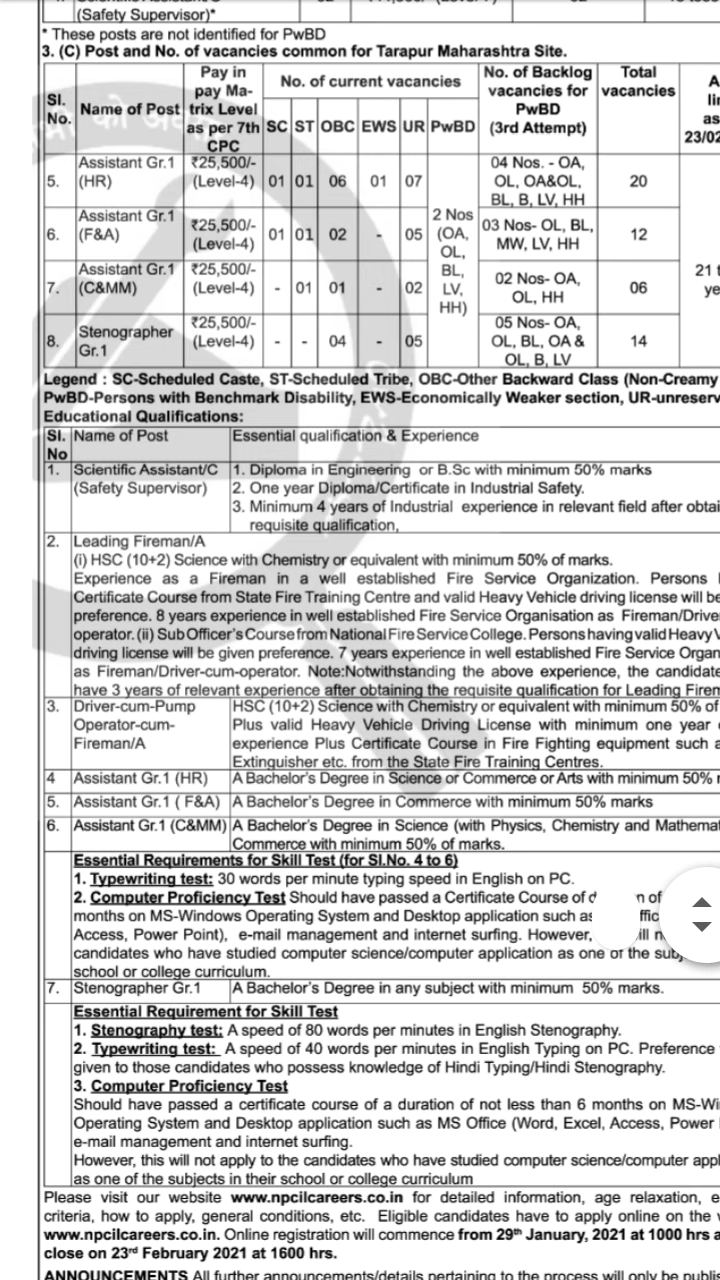 (Safety Supervisor)*
* These posts are not identified for PwBD
3. (C) Post and No. of vacancies common for Tarapur Maharashtra Site.
Sl. No. Name of Post Pay in pay Matrix Level as per 7th CPC No. of current vacancies SC ST OBC EWS UR PwBD No. of Backlog vacancies for PwBD (3rd Attempt) Total vacancies
23/02
5. Assistant Gr.1 (HR) ₹25,500/- (Level-4) 01 01 06 01 07 04 Nos. - OA, OL, OA&OL, BL, B, LV, HH 20
2 Nos (OA, OL, BL, LV, HH)
6. Assistant Gr.1 (F&A) ₹25,500/- (Level-4) 01 01 02 - 05 03 Nos- OL, BL, MW, LV, HH 12
7. Assistant Gr.1 (C&MM) ₹25,500/- (Level-4) - 01 01 - 02 02 Nos- OA, OL, HH 06
21 t
ye
8. Stenographer Gr.1 ₹25,500/- (Level-4) - - 04 - 05 05 Nos- OA, OL, BL, OA & OL, B, LV 14
Legend : SC-Scheduled Caste, ST-Scheduled Tribe, OBC-Other Backward Class (Non-Creamy
PwBD-Persons with Benchmark Disability, EWS-Economically Weaker section, UR-unreserv
Educational Qualifications:
Sl. No Name of Post Essential qualification & Experience
1. Scientific Assistant/C 1. Diploma in Engineering or B.Sc with minimum 50% marks
(Safety Supervisor) 2. One year Diploma/Certificate in Industrial Safety.
3. Minimum 4 years of Industrial experience in relevant field after obtai
requisite qualification,
2. Leading Fireman/A
(i) HSC (10+2) Science with Chemistry or equivalent with minimum 50% of marks.
Experience as a Fireman in a well established Fire Service Organization. Persons
Certificate Course from State Fire Training Centre and valid Heavy Vehicle driving license will be
preference. 8 years experience in well established Fire Service Organisation as Fireman/Drive
operator. (ii) Sub Officer's Course from National Fire Service College. Persons having valid Heavy V
driving license will be given preference. 7 years experience in well established Fire Service Organ
as Fireman/Driver-cum-operator. Note:Notwithstanding the above experience, the candidate
have 3 years of relevant experience after obtaining the requisite qualification for Leading Firem
3. Driver-cum-Pump HSC (10+2) Science with Chemistry or equivalent with minimum 50% of
Operator-cum- Plus valid Heavy Vehicle Driving License with minimum one year
Fireman/A experience Plus Certificate Course in Fire Fighting equipment such a
Extinguisher etc. from the State Fire Training Centres.
4 Assistant Gr.1 (HR) A Bachelor's Degree in Science or Commerce or Arts with minimum 50%
5. Assistant Gr.1 ( F&A) A Bachelor's Degree in Commerce with minimum 50% marks
6. Assistant Gr.1 (C&MM) A Bachelor's Degree in Science (with Physics, Chemistry and Mathemat
Commerce with minimum 50% of marks.
Essential Requirements for Skill Test (for Sl.No. 4 to 6)
1. Typewriting test: 30 words per minute typing speed in English on PC.
2. Computer Proficiency Test Should have passed a Certificate Course of
months on MS-Windows Operating System and Desktop application such as
Access, Power Point), e-mail management and internet surfing. However,
candidates who have studied computer science/computer application as one of the
school or college curriculum.
7. Stenographer Gr.1 A Bachelor's Degree in any subject with minimum 50% marks.
Essential Requirement for Skill Test
1. Stenography test: A speed of 80 words per minutes in English Stenography.
2. Typewriting test: A speed of 40 words per minutes in English Typing on PC. Preference
given to those candidates who possess knowledge of Hindi Typing/Hindi Stenography.
3. Computer Proficiency Test
Should have passed a certificate course of a duration of not less than 6 months on MS-Wi
Operating System and Desktop application such as MS Office (Word, Excel, Access, Power
e-mail management and internet surfing.
However, this will not apply to the candidates who have studied computer science/computer appl
as one of the subjects in their school or college curriculum
Please visit our website www.npcilcareers.co.in for detailed information, age relaxation,
criteria, how to apply, general conditions, etc. Eligible candidates have to apply online on the
www.npcilcareers.co.in. Online registration will commence from 29th January, 2021 at 1000 hrs
close on 23rd February 2021 at 1600 hrs.
ANNOUNCEMENTS All further announcements/details pertaining to the process will only be